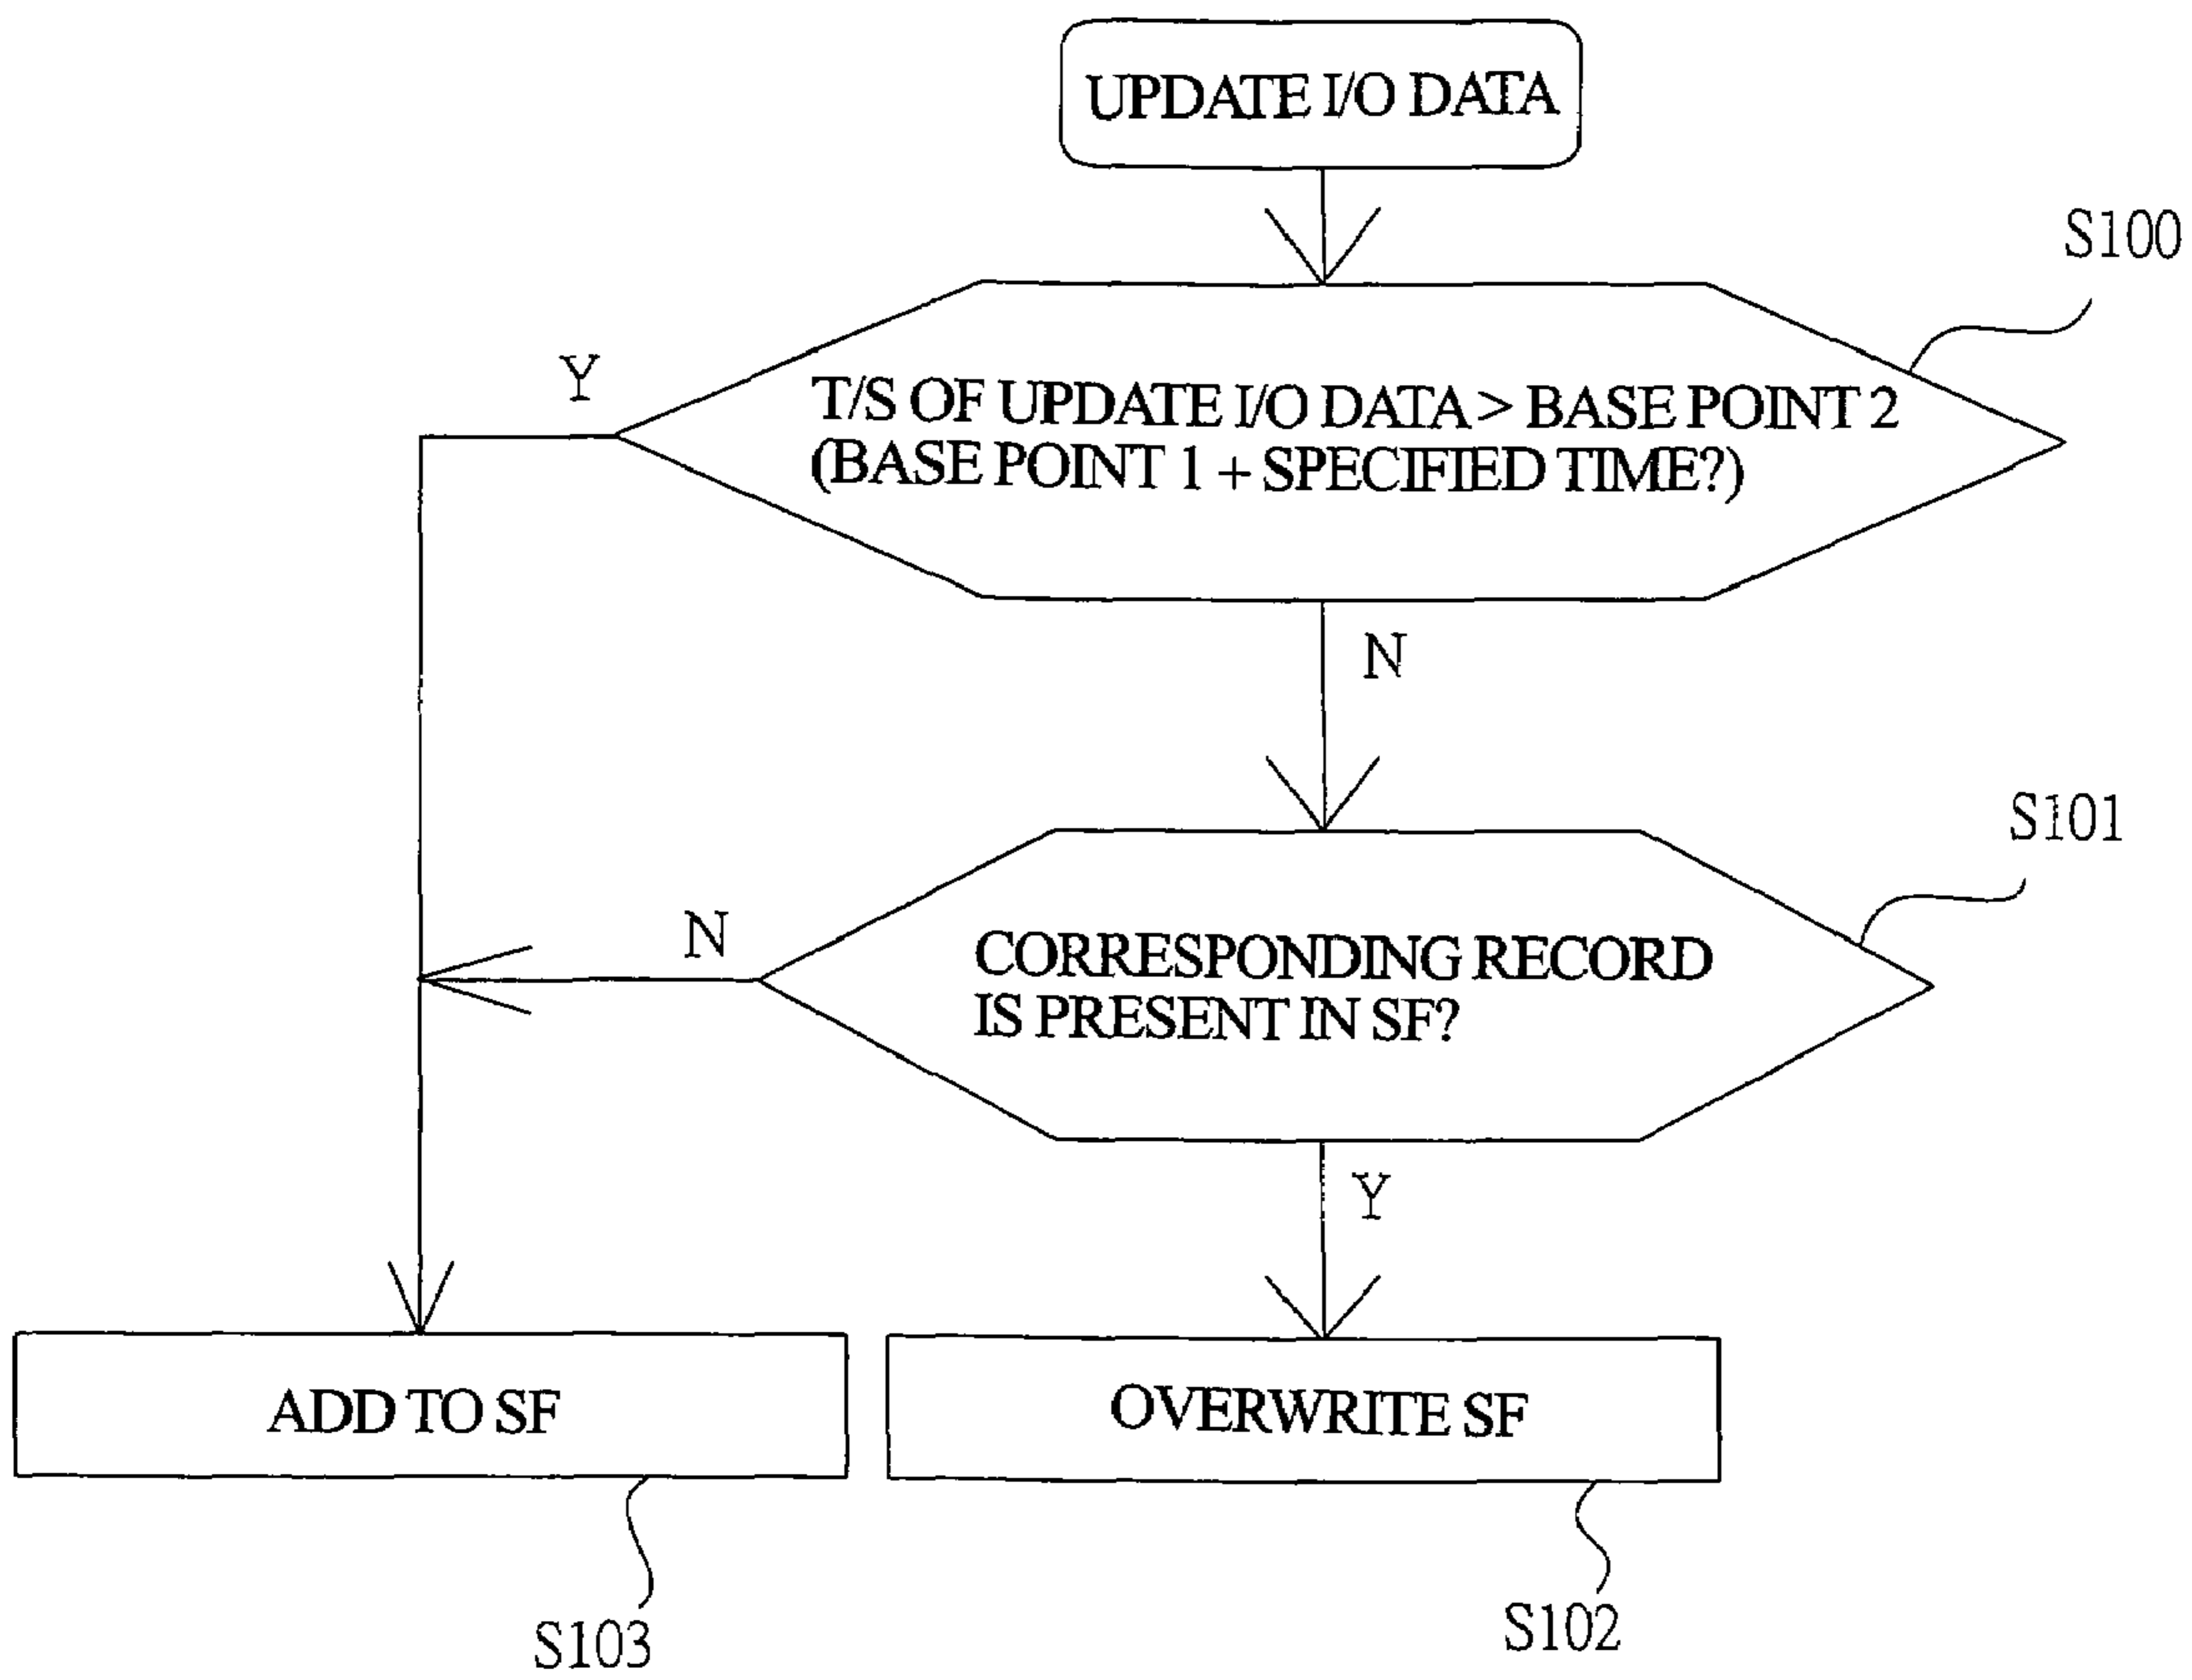 UPDATE I/O DATA
S100
Y
T/S OF UPDATE I/O DATA > BASE POINT 2
(BASE POINT 1 + SPECIFIED TIME?)
N
S101
N
CORRESPONDING RECORD
IS PRESENT IN SF?
Y
ADD TO SF
OVERWRITE SF
S103
S102